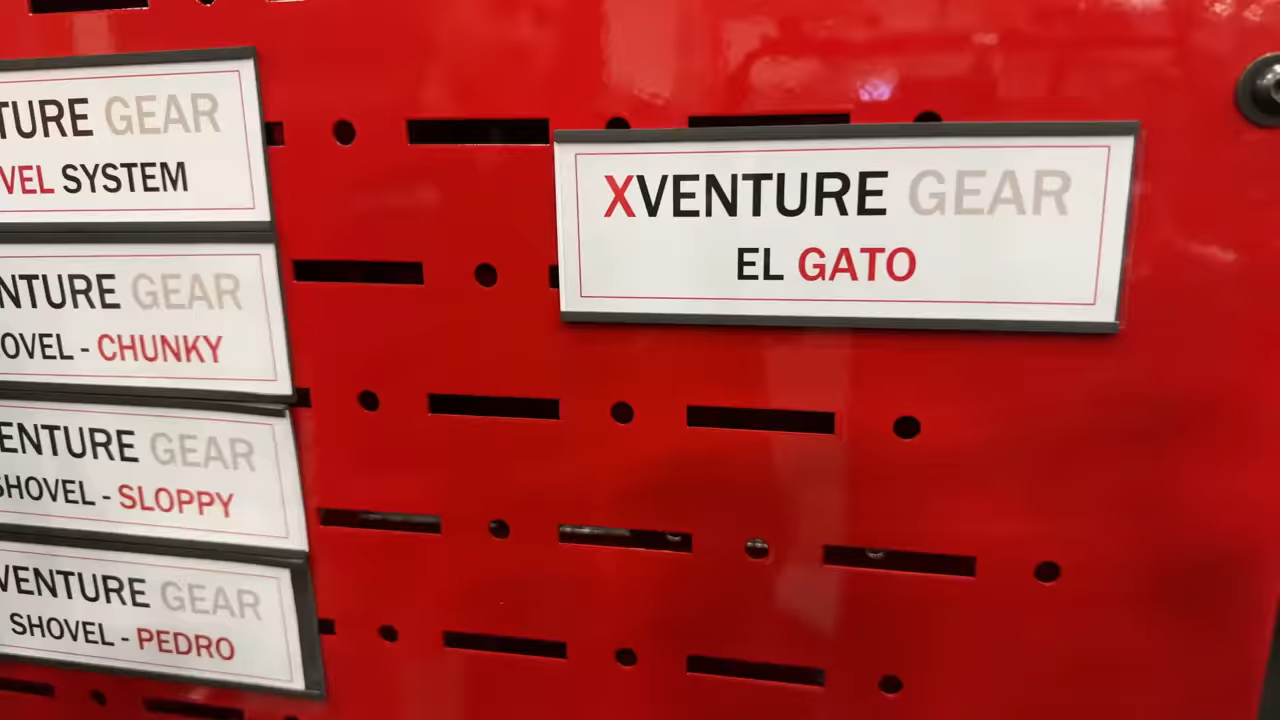 TURE GEAR
VEL SYSTEM
NTURE GEAR
OVEL - CHUNKY
ENTURE GEAR
SHOVEL - SLOPPY
VENTURE GEAR
SHOVEL - PEDRO
XVENTURE GEAR
EL GATO